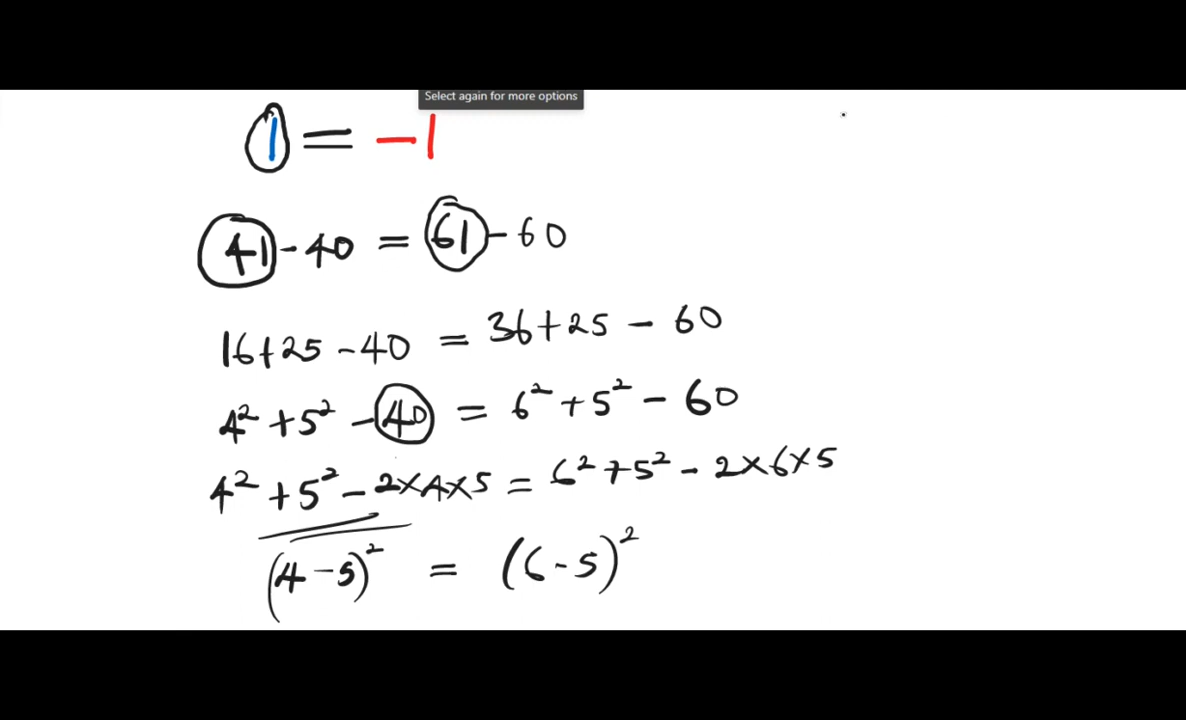 Select again for more options
1 = -1
41 - 40 = 61 - 60
16+25 - 40 = 36+25 - 60
4² + 5² - 40 = 6² + 5² - 60
4² + 5² - 2×4×5 = 6² + 5² - 2×6×5
(4-5)² = (6-5)²